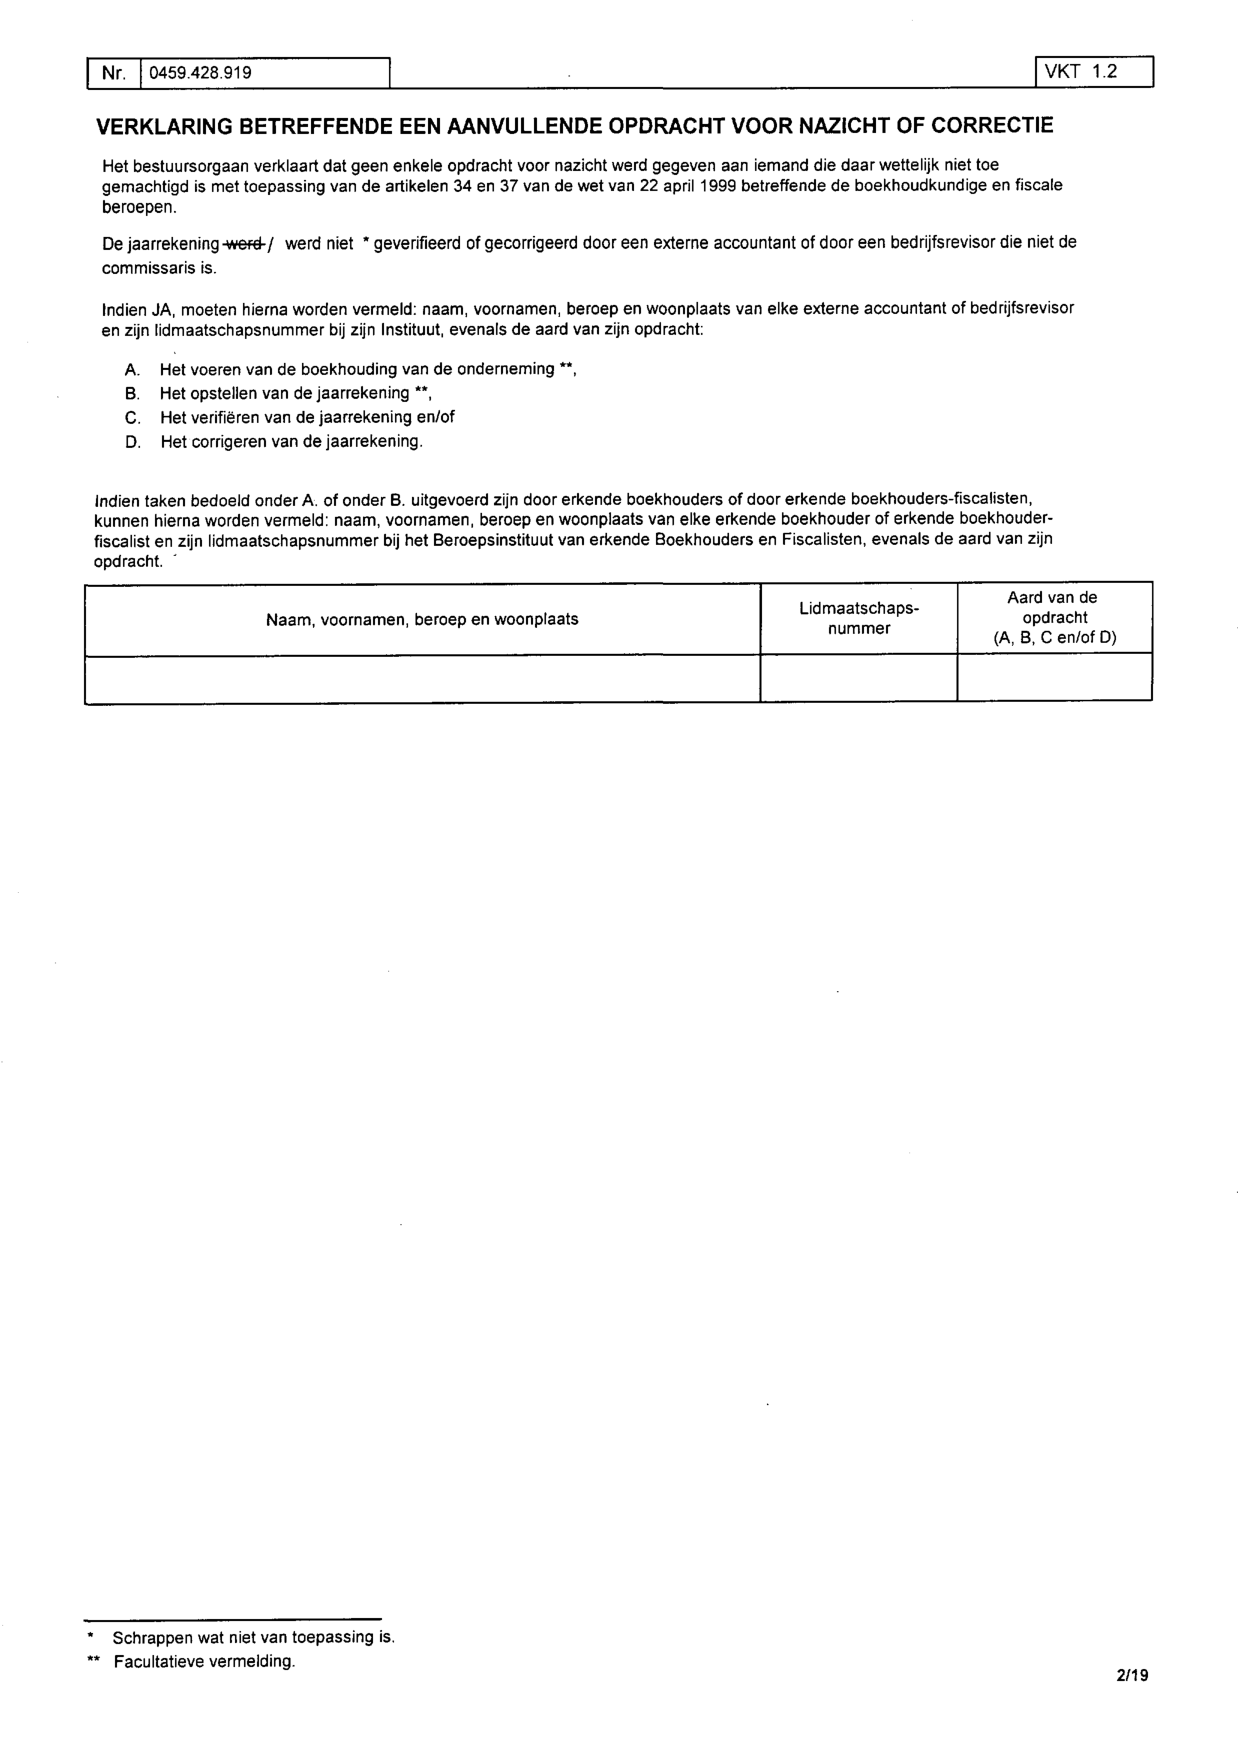 Nr. 0459.428.919 VKT 1.2
VERKLARING BETREFFENDE EEN AANVULLENDE OPDRACHT VOOR NAZICHT OF CORRECTIE
Het bestuursorgaan verklaart dat geen enkele opdracht voor nazicht werd gegeven aan iemand die daar wettelijk niet toe
gemachtigd is met toepassing van de artikelen 34 en 37 van de wet van 22 april 1999 betreffende de boekhoudkundige en fiscale
beroepen.
De jaarrekening werd / werd niet * geverifieerd of gecorrigeerd door een externe accountant of door een bedrijfsrevisor die niet de
commissaris is.
Indien JA, moeten hierna worden vermeld: naam, voornamen, beroep en woonplaats van elke externe accountant of bedrijfsrevisor
en zijn lidmaatschapsnummer bij zijn Instituut, evenals de aard van zijn opdracht:
A. Het voeren van de boekhouding van de onderneming **,
B. Het opstellen van de jaarrekening **,
C. Het verifiëren van de jaarrekening en/of
D. Het corrigeren van de jaarrekening.
Indien taken bedoeld onder A. of onder B. uitgevoerd zijn door erkende boekhouders of door erkende boekhouders-fiscalisten,
kunnen hierna worden vermeld: naam, voornamen, beroep en woonplaats van elke erkende boekhouder of erkende boekhouder-
fiscalist en zijn lidmaatschapsnummer bij het Beroepsinstituut van erkende Boekhouders en Fiscalisten, evenals de aard van zijn
opdracht.
Naam, voornamen, beroep en woonplaats
Lidmaatschaps-
nummer
Aard van de
opdracht
(A, B, C en/of D)
* Schrappen wat niet van toepassing is.
** Facultatieve vermelding.
2/19